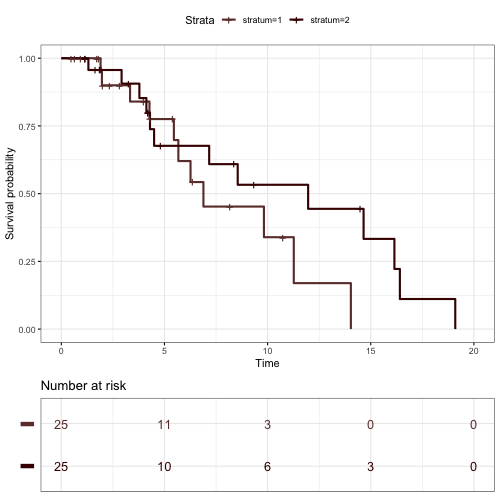 Strata stratum=1 stratum=2
1.00
0.75
0.50
0.25
0.00
Survival probability
0 5 10 15 20
Time
Number at risk
25 11 3 0 0
25 10 6 3 0